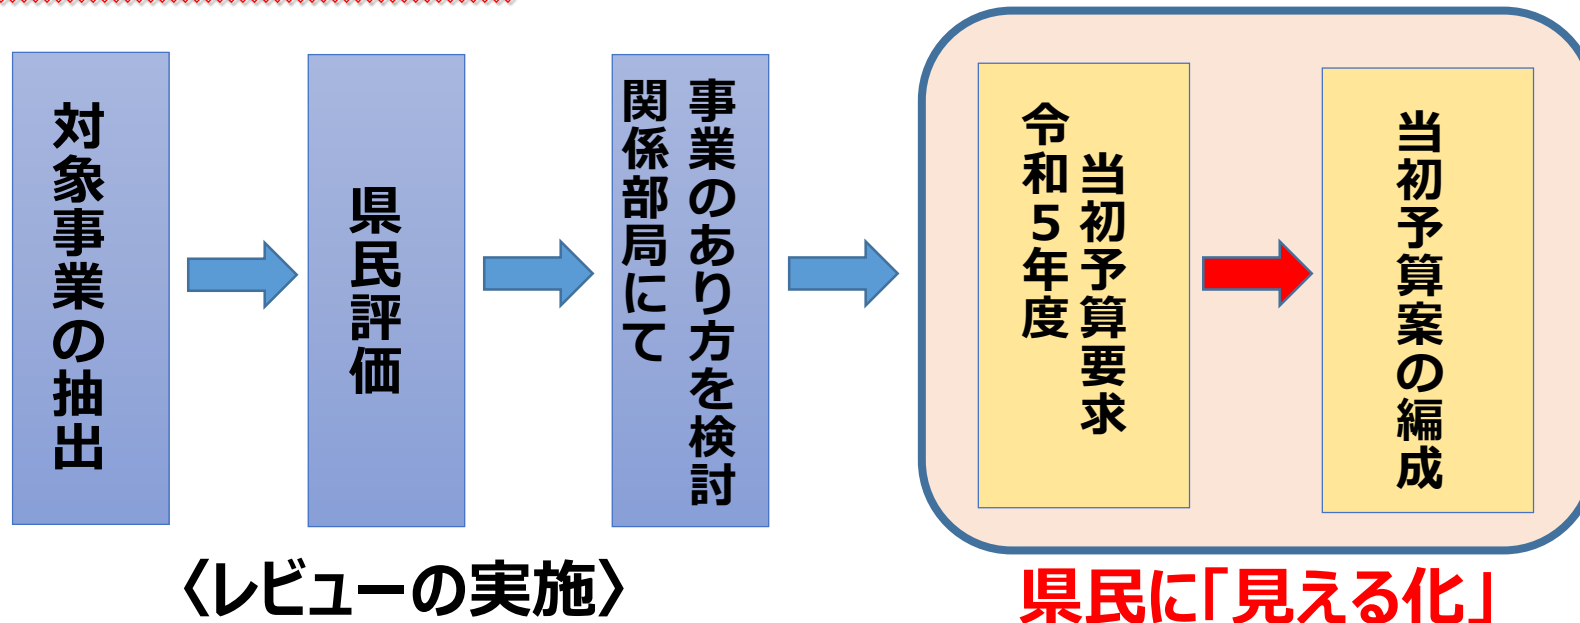 対象事業の抽出
県民評価
関係部局にて
事業のあり方を検討
令和５年度
当初予算要求
当初予算案の編成
〈レビューの実施〉
県民に「見える化」